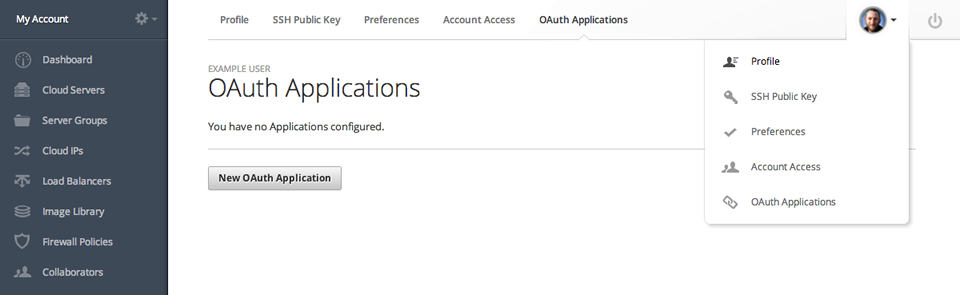 My Account
Dashboard
Cloud Servers
Server Groups
Cloud IPs
Load Balancers
Image Library
Firewall Policies
Collaborators
Profile SSH Public Key Preferences Account Access OAuth Applications
EXAMPLE USER
OAuth Applications
You have no Applications configured.
New OAuth Application
Profile
SSH Public Key
Preferences
Account Access
OAuth Applications